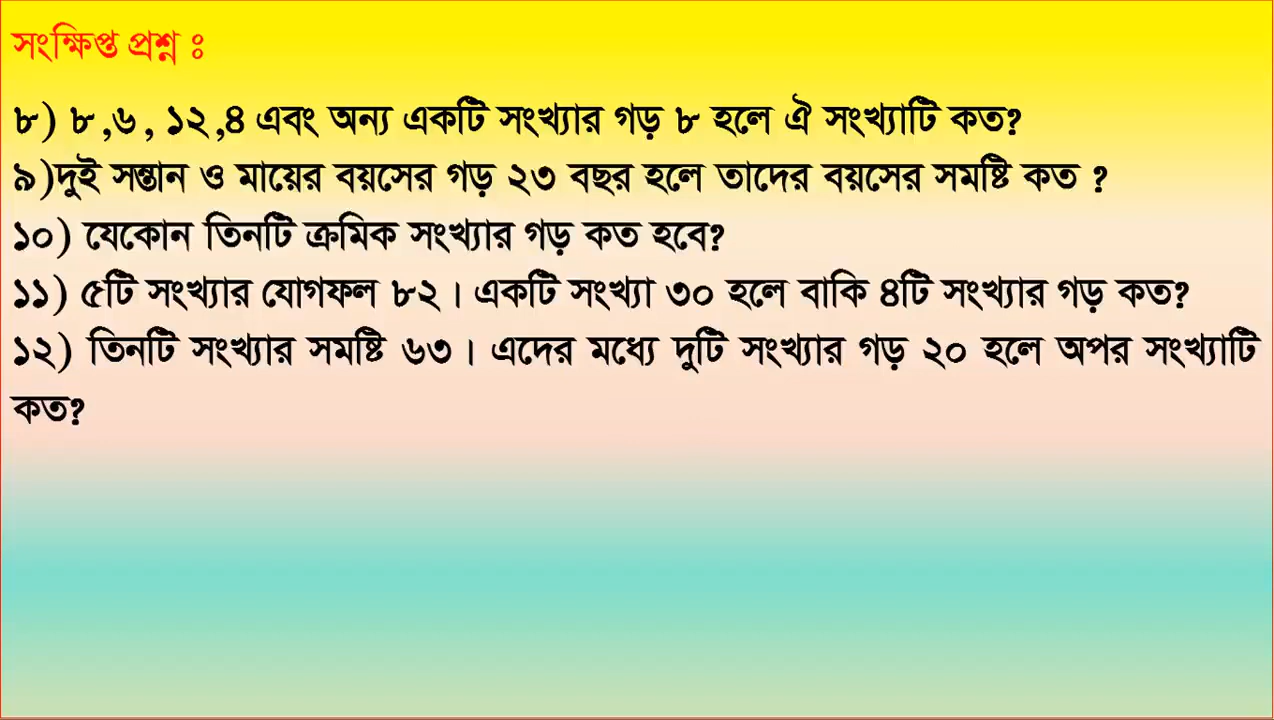 সংক্ষিপ্ত প্রশ্ন ঃ
৮) ৮ ,৬ , ১২ ,৪ এবং অন্য একটি সংখ্যার গড় ৮ হলে ঐ সংখ্যাটি কত?
৯)দুই সন্তান ও মায়ের বয়সের গড় ২৩ বছর হলে তাদের বয়সের সমষ্টি কত ?
১০) যেকোন তিনটি ক্রমিক সংখ্যার গড় কত হবে?
১১) ৫টি সংখ্যার যোগফল ৮২ । একটি সংখ্যা ৩০ হলে বাকি ৪টি সংখ্যার গড় কত?
১২) তিনটি সংখ্যার সমষ্টি ৬৩ । এদের মধ্যে দুটি সংখ্যার গড় ২০ হলে অপর সংখ্যাটি
কত?